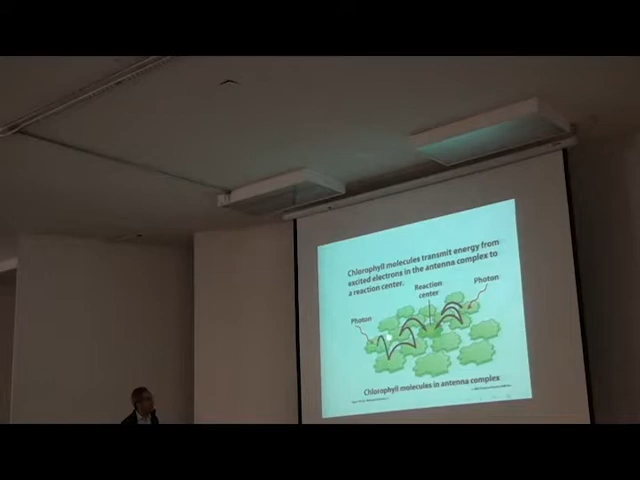 Chlorophyll molecules transmit energy from
excited electrons in the antenna complex to
a reaction center.
Reaction
center
Photon
Photon
Chlorophyll molecules in antenna complex